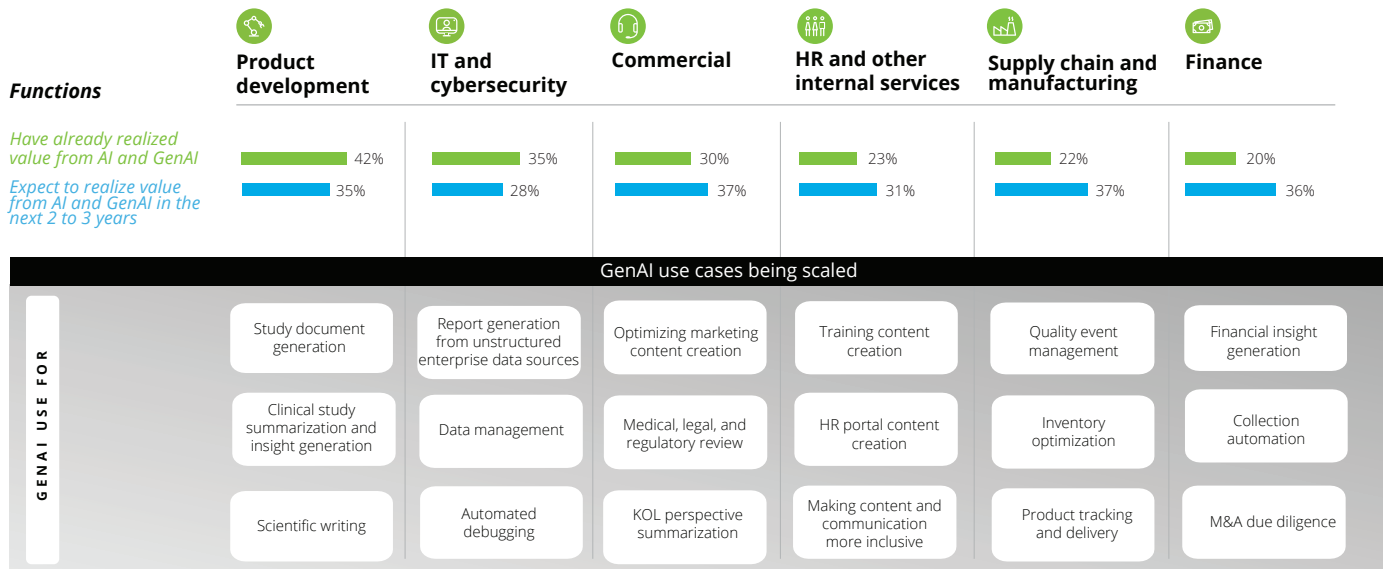 Functions
Product
development
IT and
cybersecurity
Commercial
HR and other
internal services
Supply chain and
manufacturing
Finance
Have already realized
value from AI and GenAI
42%
35%
30%
23%
22%
20%
Expect to realize value
from AI and GenAI in the
next 2 to 3 years
35%
28%
37%
31%
37%
36%
GenAI use cases being scaled
GENAI USE FOR
Study document
generation
Report generation
from unstructured
enterprise data sources
Optimizing marketing
content creation
Training content
creation
Quality event
management
Financial insight
generation
Clinical study
summarization and
insight generation
Data management
Medical, legal, and
regulatory review
HR portal content
creation
Inventory
optimization
Collection
automation
Scientific writing
Automated
debugging
KOL perspective
summarization
Making content and
communication
more inclusive
Product tracking
and delivery
M&A due diligence